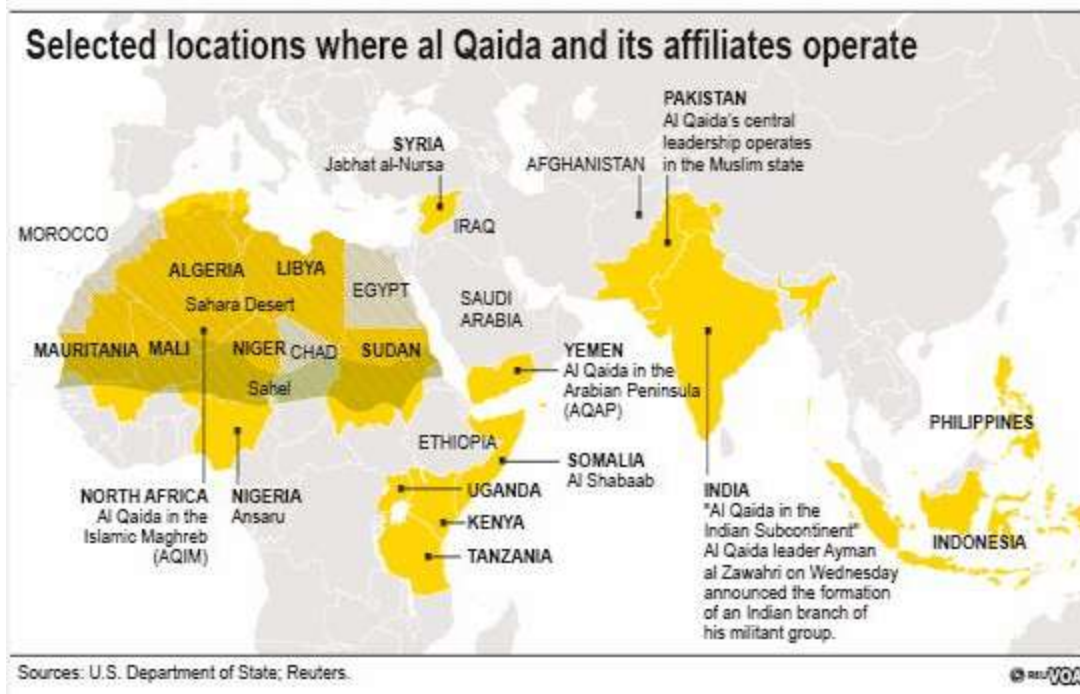 Selected locations where al Qaida and its affiliates operate
PAKISTAN
Al Qaida's central
leadership operates
in the Muslim state
SYRIA
Jabhat al-Nursa
AFGHANISTAN
IRAQ
MOROCCO
ALGERIA
LIBYA
EGYPT
Sahara Desert
SAUDI
ARABIA
MAURITANIA
MALI
NIGER
CHAD
SUDAN
Sahel
YEMEN
Al Qaida in the
Arabian Peninsula
(AQAP)
PHILIPPINES
ETHIOPIA
SOMALIA
Al Shabaab
UGANDA
KENYA
TANZANIA
NORTH AFRICA
Al Qaida in the
Islamic Maghreb
(AQIM)
NIGERIA
Ansaru
INDIA
"Al Qaida in the
Indian Subcontinent"
Al Qaida leader Ayman
al Zawahri on Wednesday
announced the formation
of an Indian branch of
his militant group.
INDONESIA
Sources: U.S. Department of State; Reuters.
VOA